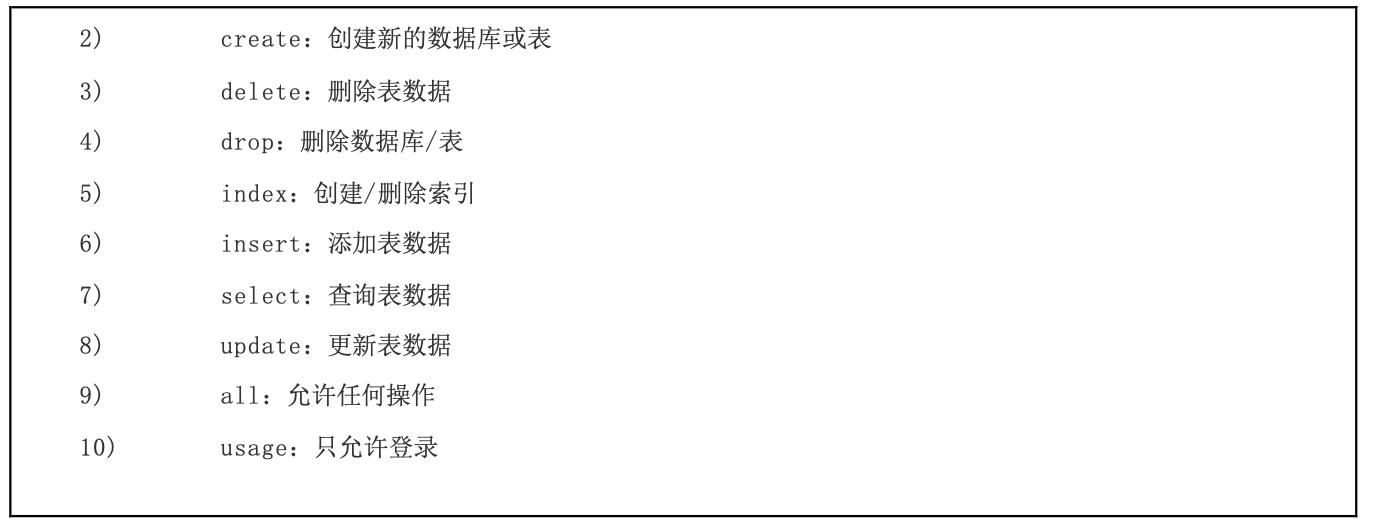 2) create：创建新的数据库或表
3) delete：删除表数据
4) drop：删除数据库/表
5) index：创建/删除索引
6) insert：添加表数据
7) select：查询表数据
8) update：更新表数据
9) all：允许任何操作
10) usage：只允许登录